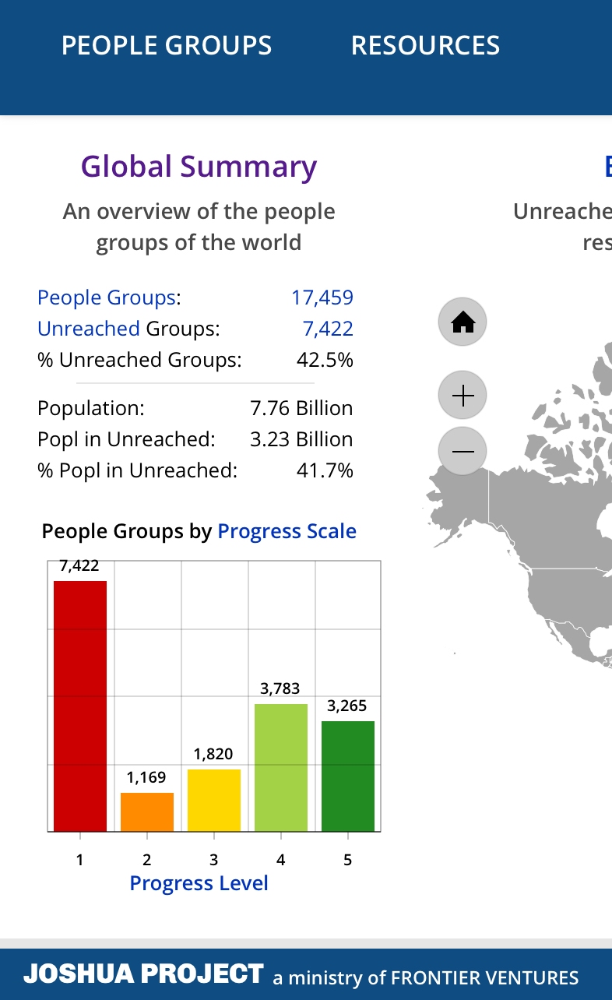 PEOPLE GROUPS RESOURCES
Global Summary
An overview of the people
groups of the world
People Groups: 17,459
Unreached Groups: 7,422
% Unreached Groups: 42.5%
Population: 7.76 Billion
Popl in Unreached: 3.23 Billion
% Popl in Unreached: 41.7%
People Groups by Progress Scale
7,422
3,783
3,265
1,820
1,169
1 2 3 4 5
Progress Level
Unreache
res
JOSHUA PROJECT a ministry of FRONTIER VENTURES